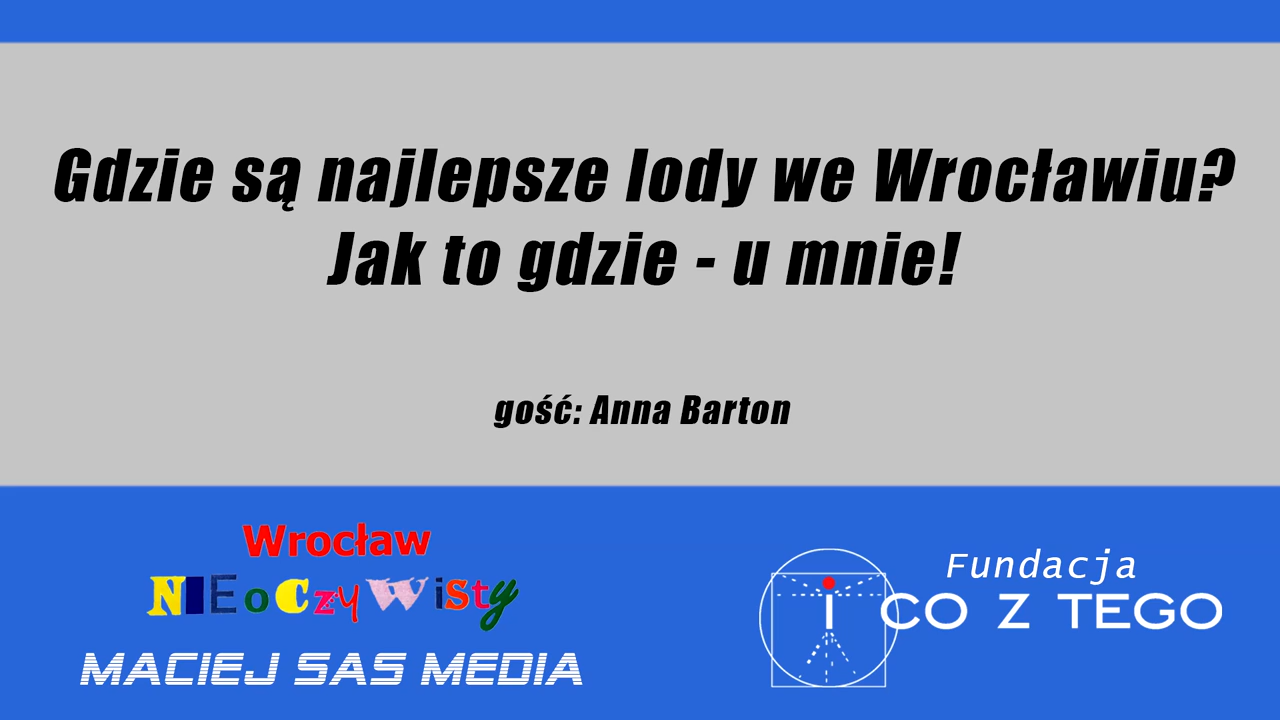 Gdzie są najlepsze lody we Wrocławiu?
Jak to gdzie - u mnie!
gość: Anna Barton
Wrocław
NIEoCzyWisty
MACIEJ SAS MEDIA
Fundacja
i CO Z TEGO